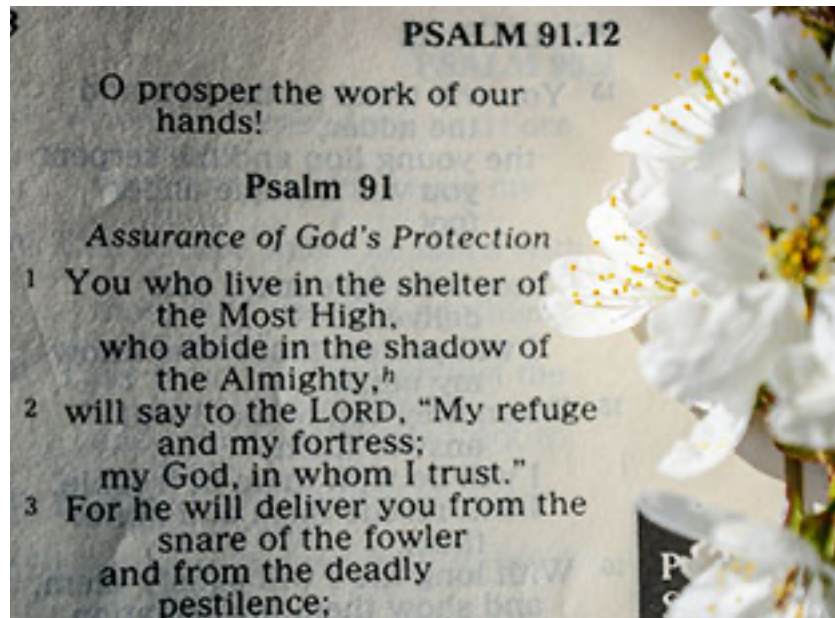 PSALM 91.12
O prosper the work of our
hands!
Psalm 91
Assurance of God's Protection
1 You who live in the shelter of
the Most High,
who abide in the shadow of
the Almighty,h
2 will say to the LORD, “My refuge
and my fortress;
my God, in whom I trust.”
3 For he will deliver you from the
snare of the fowler
and from the deadly
pestilence;